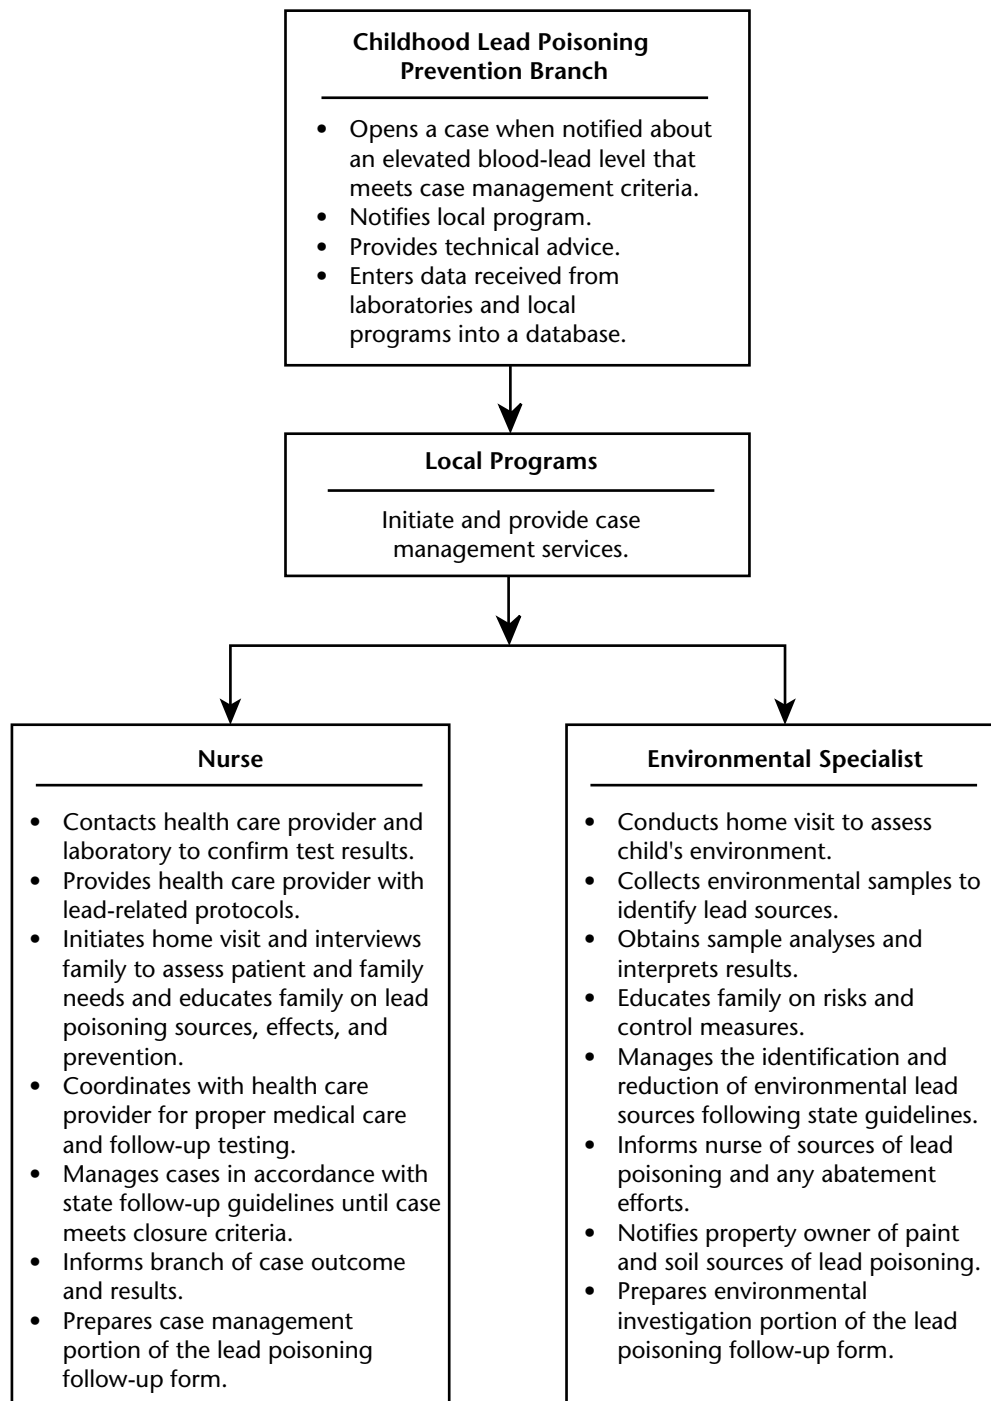 Childhood Lead Poisoning
Prevention Branch
• Opens a case when notified about
an elevated blood-lead level that
meets case management criteria.
• Notifies local program.
• Provides technical advice.
• Enters data received from
laboratories and local
programs into a database.
Local Programs
Initiate and provide case
management services.
Nurse
• Contacts health care provider and
laboratory to confirm test results.
• Provides health care provider with
lead-related protocols.
• Initiates home visit and interviews
family to assess patient and family
needs and educates family on lead
poisoning sources, effects, and
prevention.
• Coordinates with health care
provider for proper medical care
and follow-up testing.
• Manages cases in accordance with
state follow-up guidelines until case
meets closure criteria.
• Informs branch of case outcome
and results.
• Prepares case management
portion of the lead poisoning
follow-up form.
Environmental Specialist
• Conducts home visit to assess
child's environment.
• Collects environmental samples to
identify lead sources.
• Obtains sample analyses and
interprets results.
• Educates family on risks and
control measures.
• Manages the identification and
reduction of environmental lead
sources following state guidelines.
• Informs nurse of sources of lead
poisoning and any abatement
efforts.
• Notifies property owner of paint
and soil sources of lead poisoning.
• Prepares environmental
investigation portion of the lead
poisoning follow-up form.